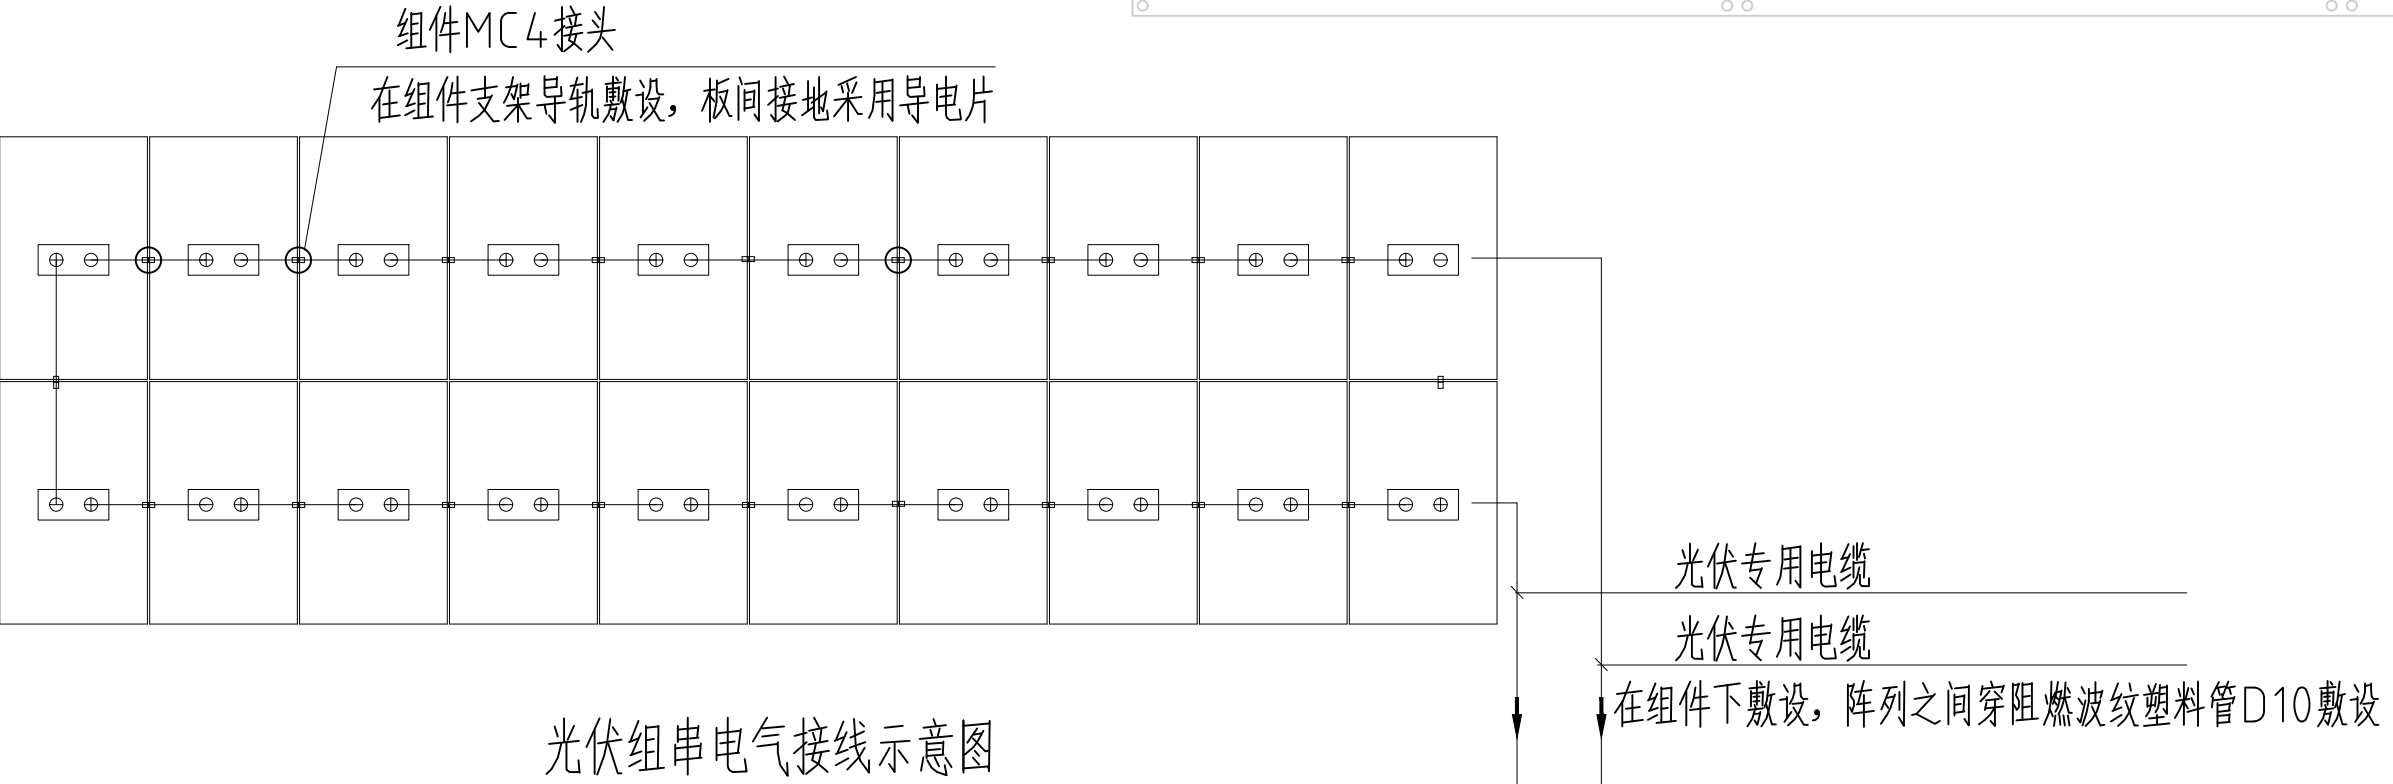 组件MC4接头
在组件支架导轨敷设，板间接地采用导电片
光伏专用电缆
光伏专用电缆
在组件下敷设，阵列之间穿阻燃波纹塑料管D10敷设
光伏组串电气接线示意图